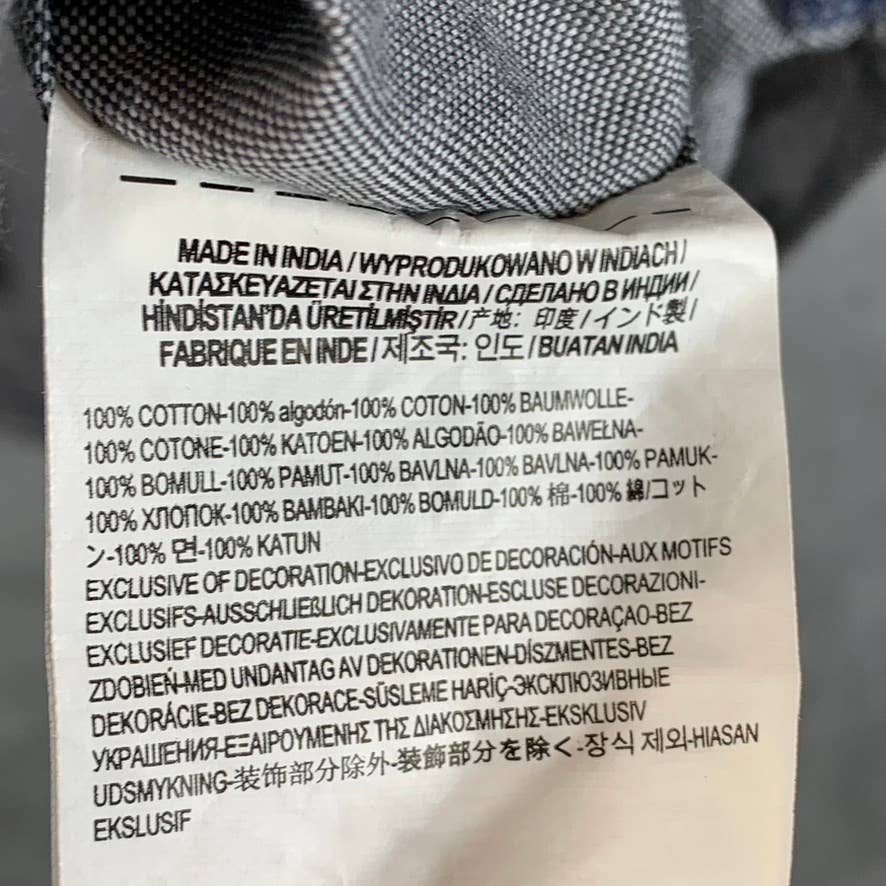 MADE IN INDIA / WYPRODUKOWANO W INDIACH /
ΚΑΤΑΣΚΕΥΑΖΕΤΑΙ ΣΤΗΝ ΙΝΔΙΑ / СДЕЛАНО В ИНДИИ /
HİNDİSTAN'DA ÜRETİLMİŞTİR / 产地: 印度 / インド製 /
FABRIQUE EN INDE / 제조국: 인도 / BUATAN INDIA
100% COTTON-100% algodón-100% COTON-100% BAUMWOLLE-
100% COTONE-100% KATOEN-100% ALGODÃO-100% BAWEŁNA-
100% BOMULL-100% PAMUT-100% BAVLNA-100% BAVLNA-100% PAMUK-
100% ХЛОПОК-100% BAMBAKI-100% BOMULD-100% 棉-100% 綿/コット
ン-100% 면-100% KATUN
EXCLUSIVE OF DECORATION-EXCLUSIVO DE DECORACIÓN-AUX MOTIFS
EXCLUSIFS-AUSSCHLIEßLICH DEKORATION-ESCLUSE DECORAZIONI-
EXCLUSİEF DECORATIE-EXCLUSIVAMENTE PARA DECORAÇAO-BEZ
ZDOBIEŃ-MED UNDANTAG AV DEKORATIONEN-DÍSZMENTES-BEZ
DEKORÁCIE-BEZ DEKORACE-SÜSLEME HARİÇ-ЭКСКЛЮЗИВНЫЕ
УКРАШЕНИЯ-ΕΞΑΙΡΟΥΜΕΝΗΣ ΤΗΣ ΔΙΑΚΟΣΜΗΣΗΣ-EKSKLUSIV
UDSMYKNING-装饰部分除外-装飾部分を除く-장식 제외-HIASAN
EKSLUSIF